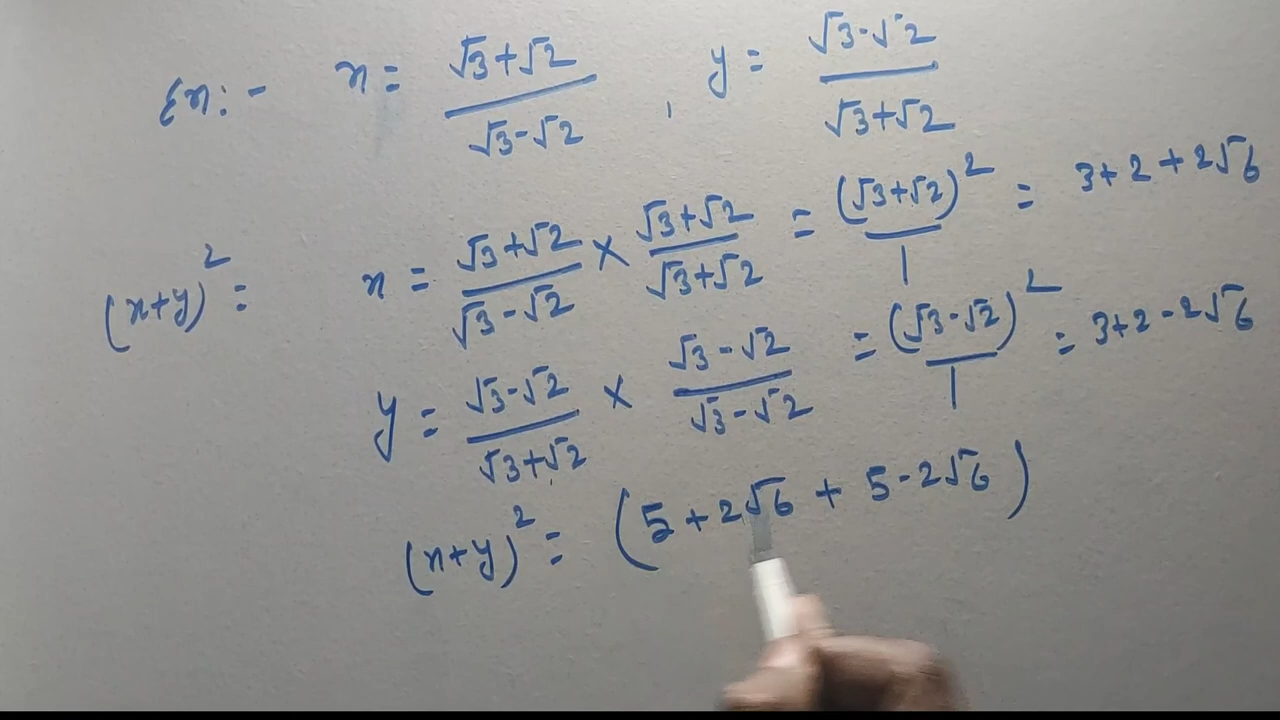 Ex:- x = √3+√2 / √3-√2 , y = √3-√2 / √3+√2
(x+y)² = x = √3+√2 / √3-√2 × √3+√2 / √3+√2 = (√3+√2)² / 1 = 3+2+2√6
y = √3-√2 / √3+√2 × √3-√2 / √3-√2 = (√3-√2)² / 1 = 3+2-2√6
(x+y)² = (5+2√6 + 5-2√6)